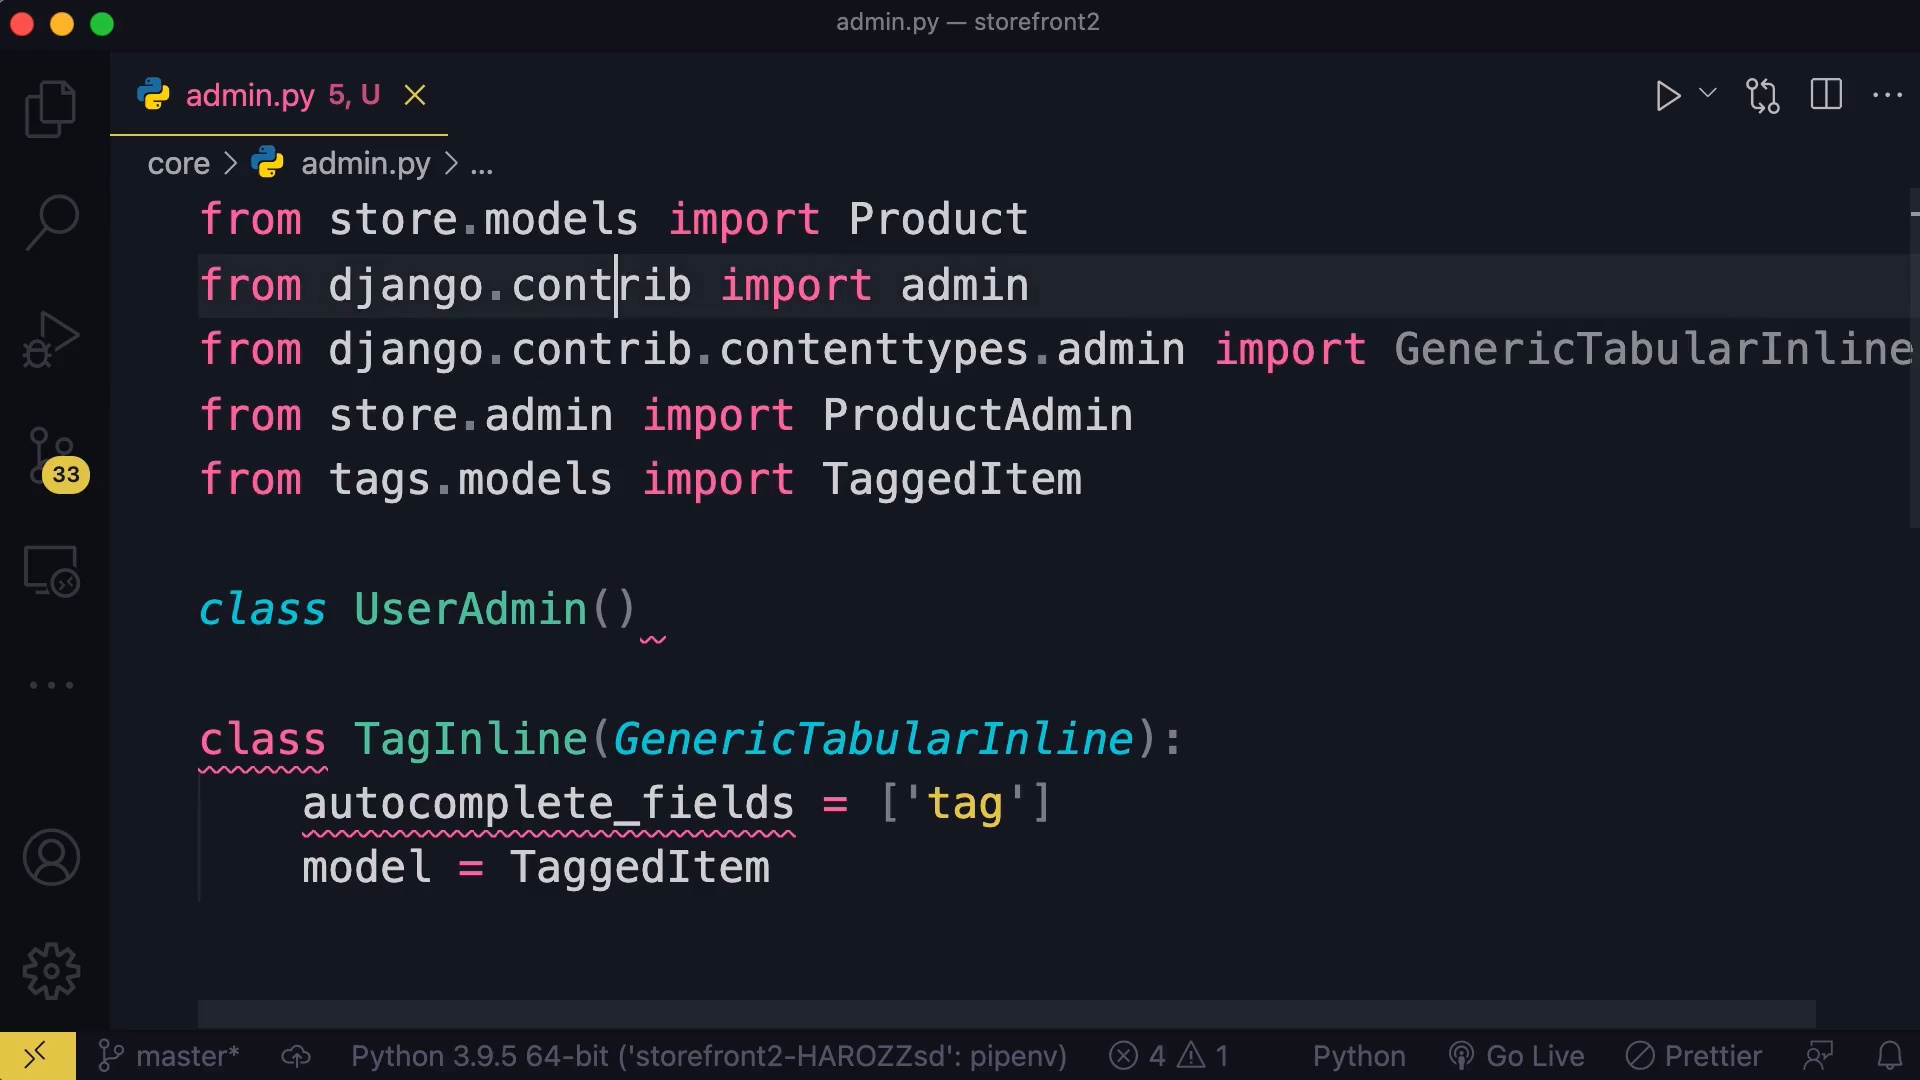 admin.py — storefront2
admin.py 5, U
core > admin.py > ...
from store.models import Product
from django.contrib import admin
from django.contrib.contenttypes.admin import GenericTabularInline
from store.admin import ProductAdmin
from tags.models import TaggedItem
class UserAdmin()
class TagInline(GenericTabularInline):
autocomplete_fields = ['tag']
model = TaggedItem
33
master* Python 3.9.5 64-bit ('storefront2-HAROZZsd': pipenv) 4 1 Python Go Live Prettier